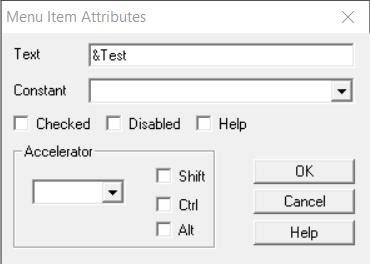 Menu Item Attributes
Text &Test
Constant
Checked Disabled Help
Accelerator
Shift
Ctrl
Alt
OK
Cancel
Help